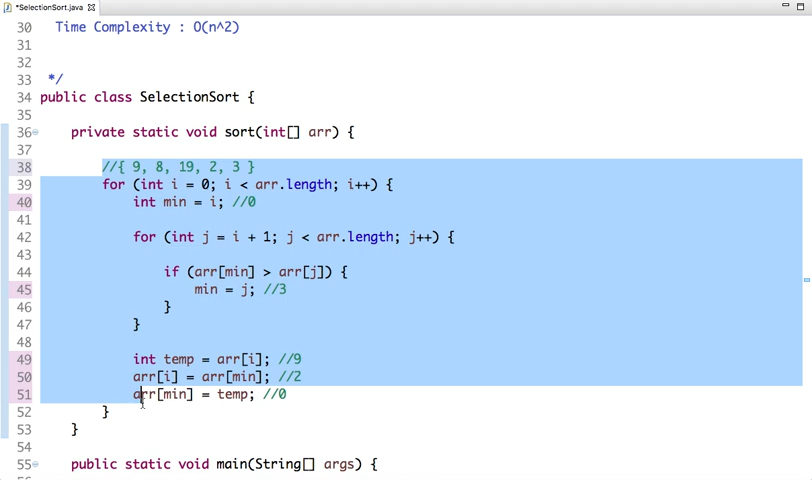 *SelectionSort.java
30 Time Complexity : O(n^2)
31
32
33 */
34 public class SelectionSort {
35
36 private static void sort(int[] arr) {
37
38 //{ 9, 8, 19, 2, 3 }
39 for (int i = 0; i < arr.length; i++) {
40 int min = i; //0
41
42 for (int j = i + 1; j < arr.length; j++) {
43
44 if (arr[min] > arr[j]) {
45 min = j; //3
46 }
47 }
48
49 int temp = arr[i]; //9
50 arr[i] = arr[min]; //2
51 arr[min] = temp; //0
52 }
53 }
54
55 public static void main(String[] args) {